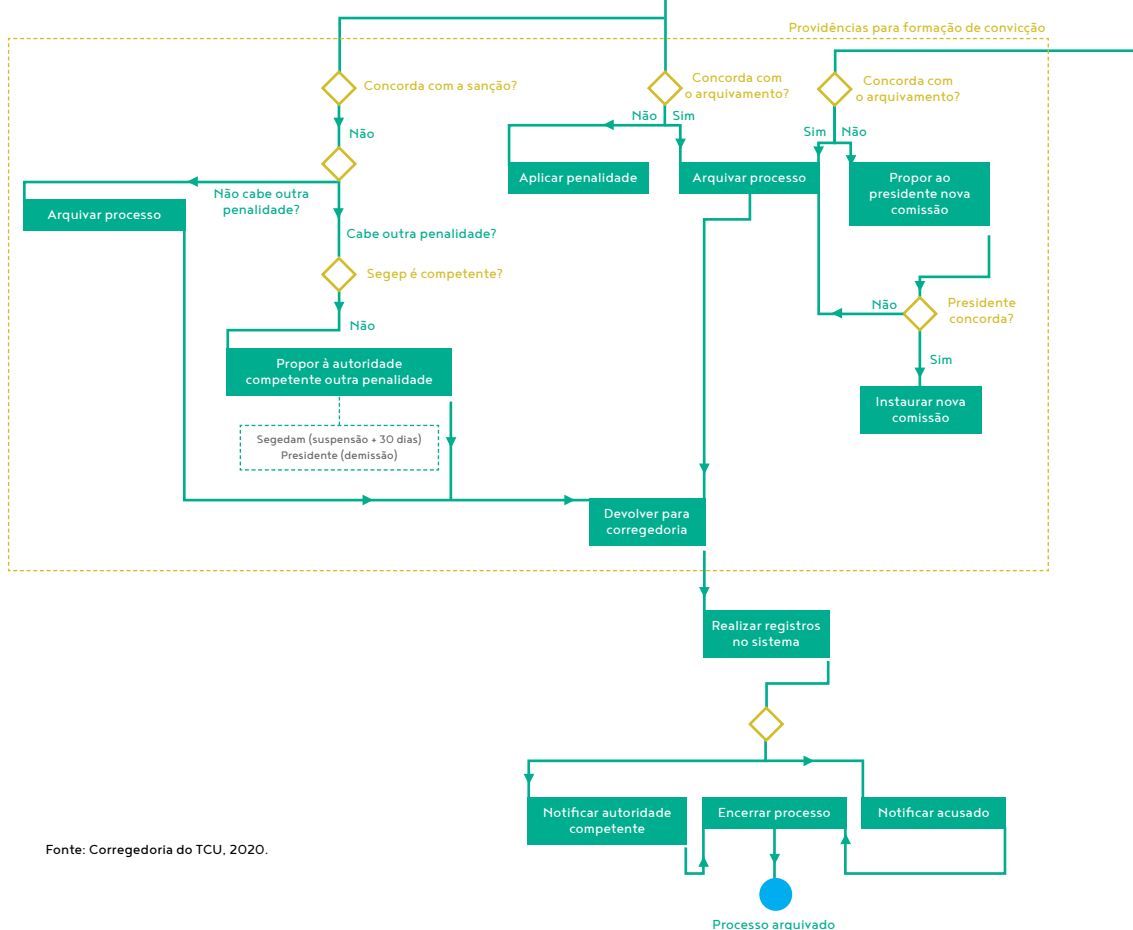 Providências para formação de convicção
Concorda com a sanção?
Concorda com
o arquivamento?
Concorda com
o arquivamento?
Não
Não
Sim
Sim
Não
Aplicar penalidade
Arquivar processo
Propor ao
presidente nova
comissão
Não cabe outra
penalidade?
Arquivar processo
Cabe outra penalidade?
Segep é competente?
Não
Não
Presidente
concorda?
Sim
Propor à autoridade
competente outra penalidade
Instaurar nova
comissão
Segedam (suspensão + 30 dias)
Presidente (demissão)
Devolver para
corregedoria
Realizar registros
no sistema
Notificar autoridade
competente
Encerrar processo
Notificar acusado
Fonte: Corregedoria do TCU, 2020.
Processo arquivado